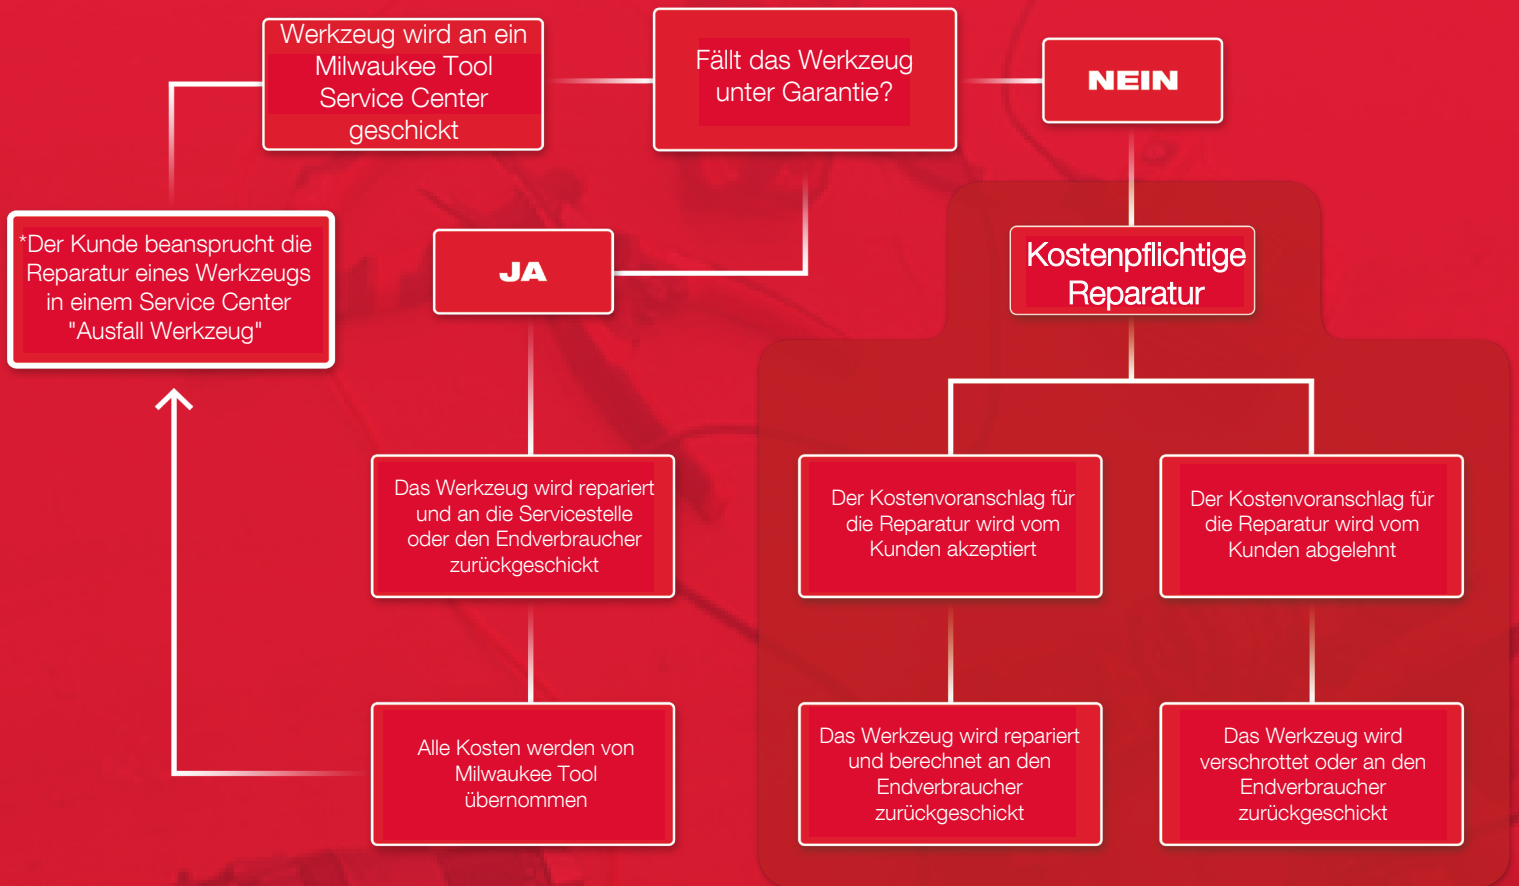 Werkzeug wird an ein
Milwaukee Tool
Service Center
geschickt
Fällt das Werkzeug
unter Garantie?
NEIN
*Der Kunde beansprucht die
Reparatur eines Werkzeugs
in einem Service Center
"Ausfall Werkzeug"
JA
Kostenpflichtige
Reparatur
Das Werkzeug wird repariert
und an die Servicestelle
oder den Endverbraucher
zurückgeschickt
Der Kostenvoranschlag für
die Reparatur wird vom
Kunden akzeptiert
Der Kostenvoranschlag für
die Reparatur wird vom
Kunden abgelehnt
Alle Kosten werden von
Milwaukee Tool
übernommen
Das Werkzeug wird repariert
und berechnet an den
Endverbraucher
zurückgeschickt
Das Werkzeug wird
verschrottet oder an den
Endverbraucher
zurückgeschickt